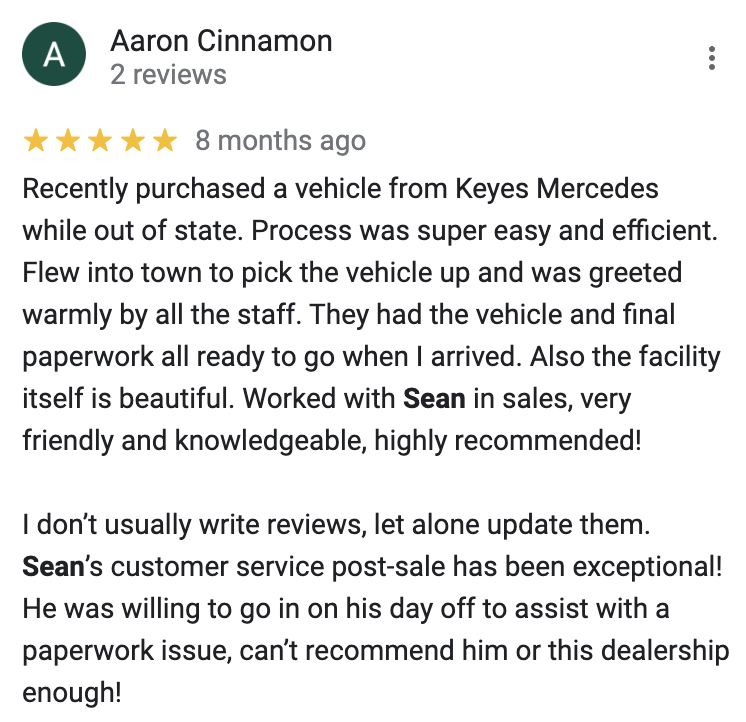 A
Aaron Cinnamon
2 reviews
★★★★★ 8 months ago
Recently purchased a vehicle from Keyes Mercedes
while out of state. Process was super easy and efficient.
Flew into town to pick the vehicle up and was greeted
warmly by all the staff. They had the vehicle and final
paperwork all ready to go when I arrived. Also the facility
itself is beautiful. Worked with Sean in sales, very
friendly and knowledgeable, highly recommended!

I don’t usually write reviews, let alone update them.
Sean’s customer service post-sale has been exceptional!
He was willing to go in on his day off to assist with a
paperwork issue, can’t recommend him or this dealership
enough!